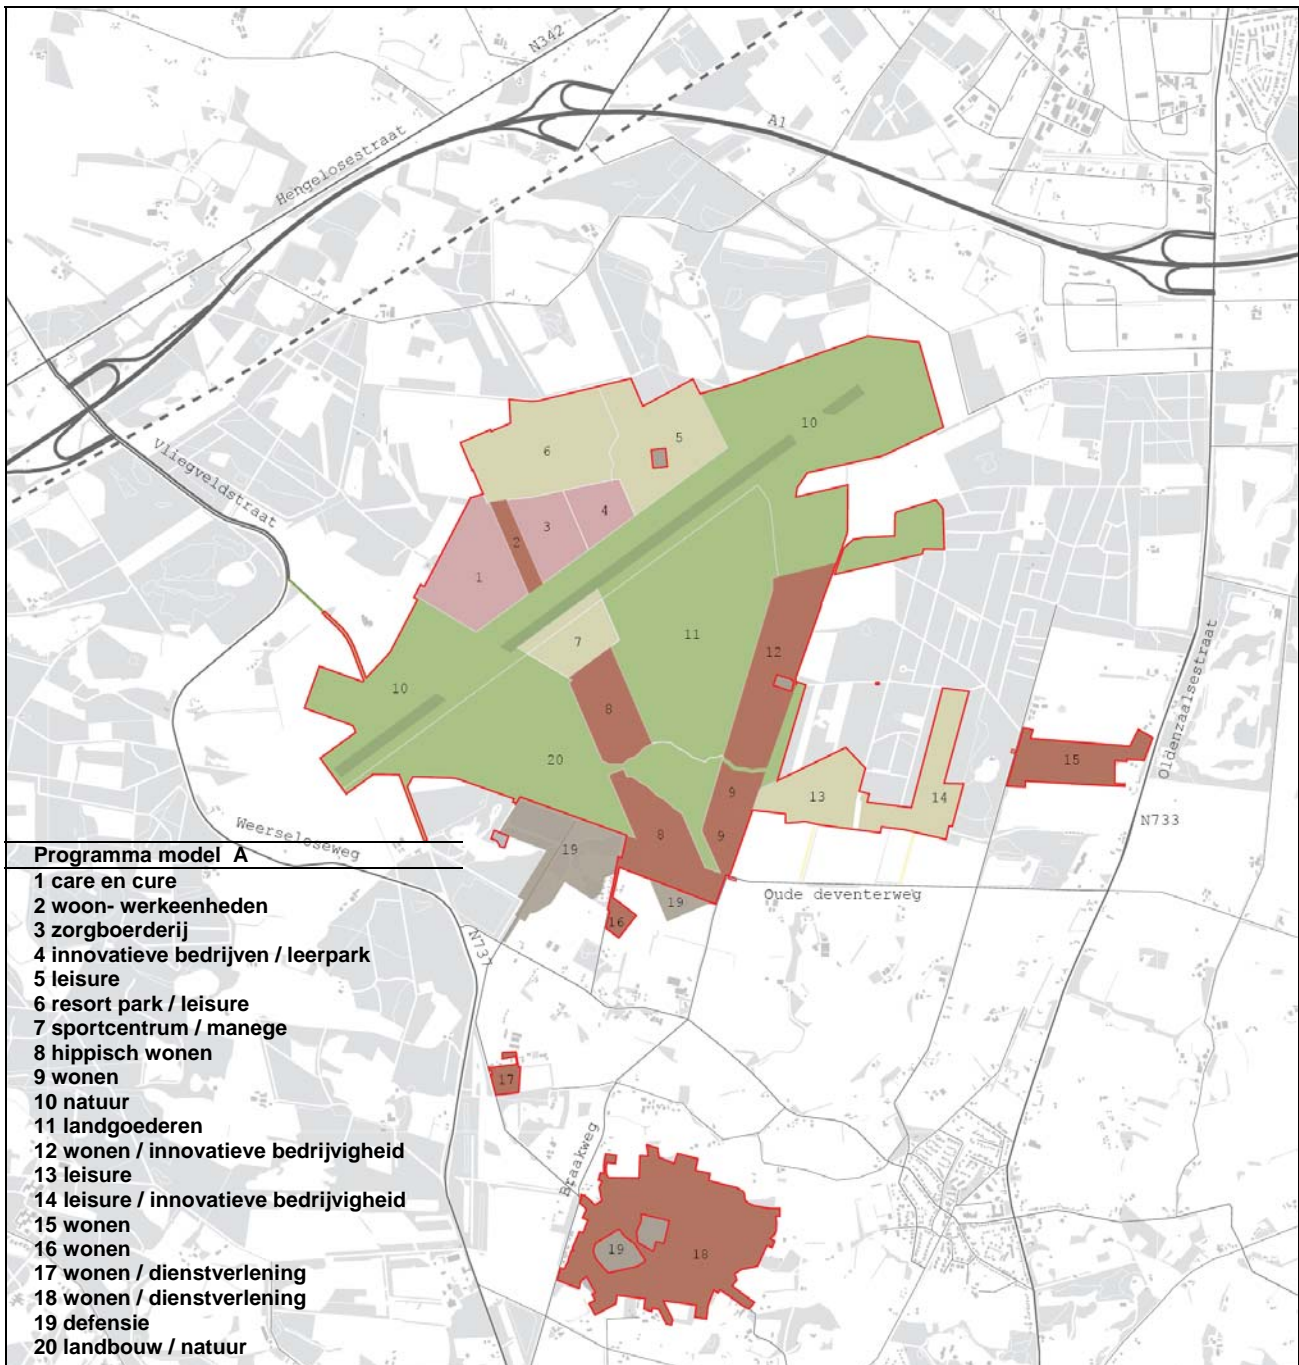 N342
A1
Hengelosestraat
Vliegveldstraat
10
5
6
4
3
2
1
11
7
12
10
8
20
Oldenzaalsestraat
15
9
13
14
N733
Weerseloseweg
8
9
19
Oude deventerweg
19
16
N737
17
Braakweg
19
18
Programma model A
1 care en cure
2 woon- werkeenheden
3 zorgboerderij
4 innovatieve bedrijven / leerpark
5 leisure
6 resort park / leisure
7 sportcentrum / manege
8 hippisch wonen
9 wonen
10 natuur
11 landgoederen
12 wonen / innovatieve bedrijvigheid
13 leisure
14 leisure / innovatieve bedrijvigheid
15 wonen
16 wonen
17 wonen / dienstverlening
18 wonen / dienstverlening
19 defensie
20 landbouw / natuur